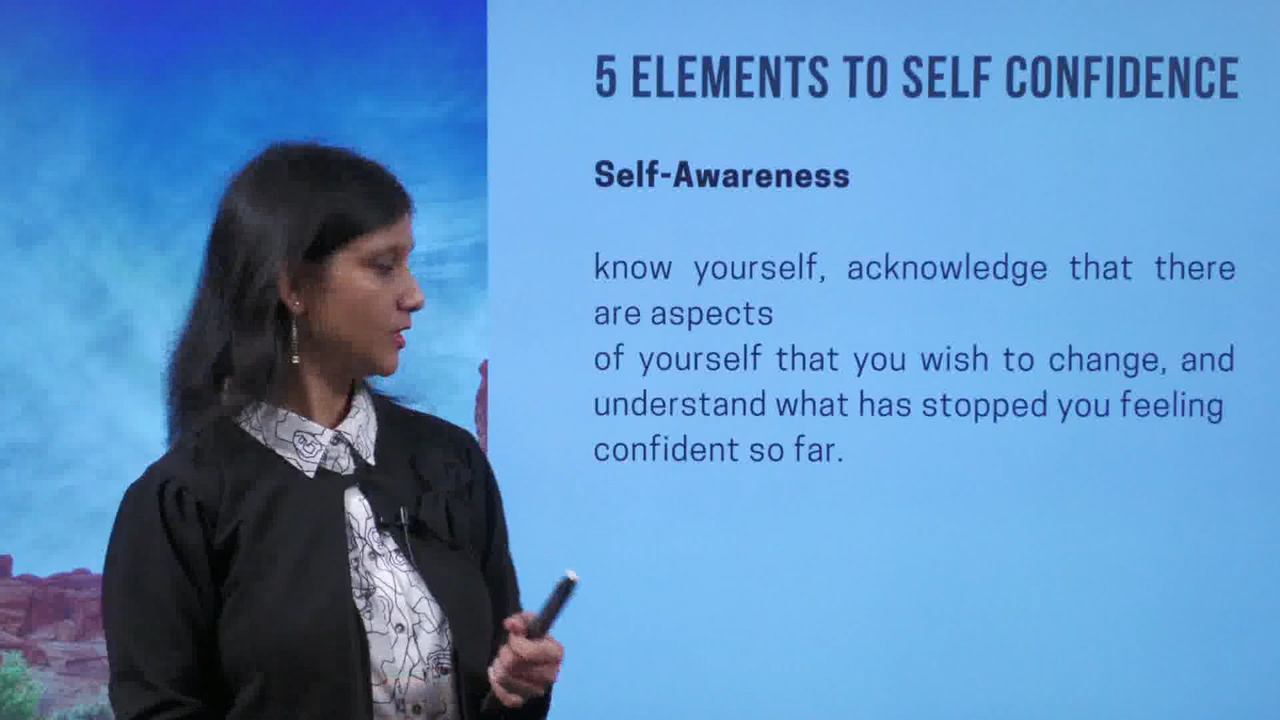 5 ELEMENTS TO SELF CONFIDENCE
Self-Awareness
know yourself, acknowledge that there
are aspects
of yourself that you wish to change, and
understand what has stopped you feeling
confident so far.